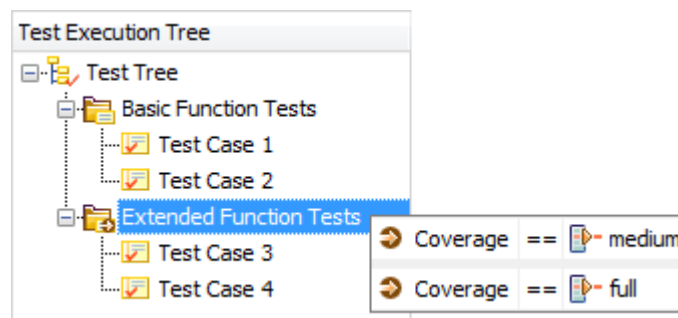 Test Execution Tree
Test Tree
Basic Function Tests
Test Case 1
Test Case 2
Extended Function Tests
Coverage == medium
Test Case 3
Coverage == full
Test Case 4